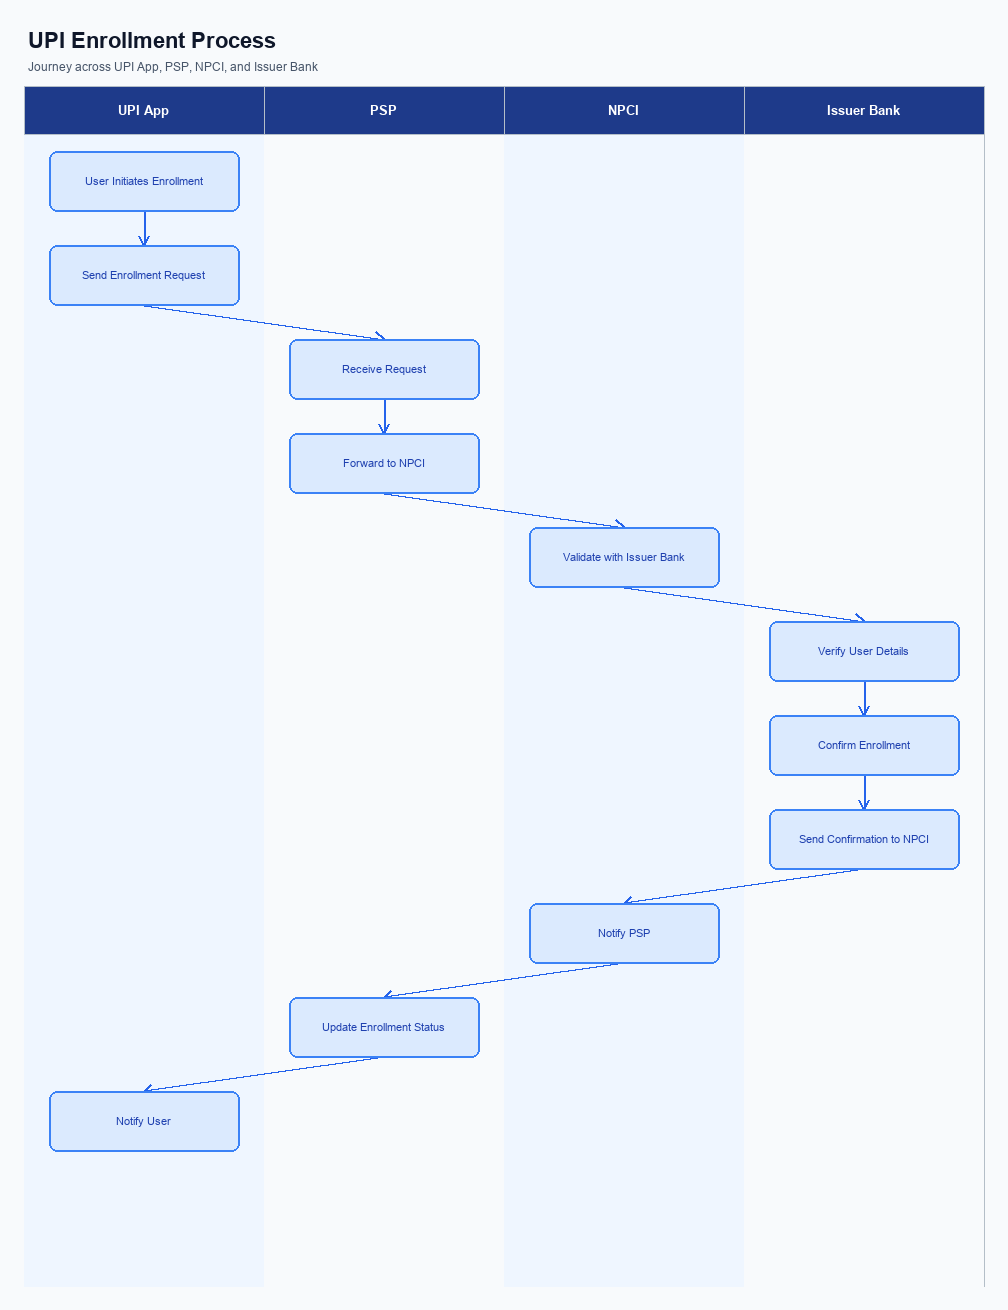 UPI Enrollment Process
Journey across UPI App, PSP, NPCI, and Issuer Bank
UPI App
PSP
NPCI
Issuer Bank
User Initiates Enrollment
Send Enrollment Request
Receive Request
Forward to NPCI
Validate with Issuer Bank
Verify User Details
Confirm Enrollment
Send Confirmation to NPCI
Notify PSP
Update Enrollment Status
Notify User